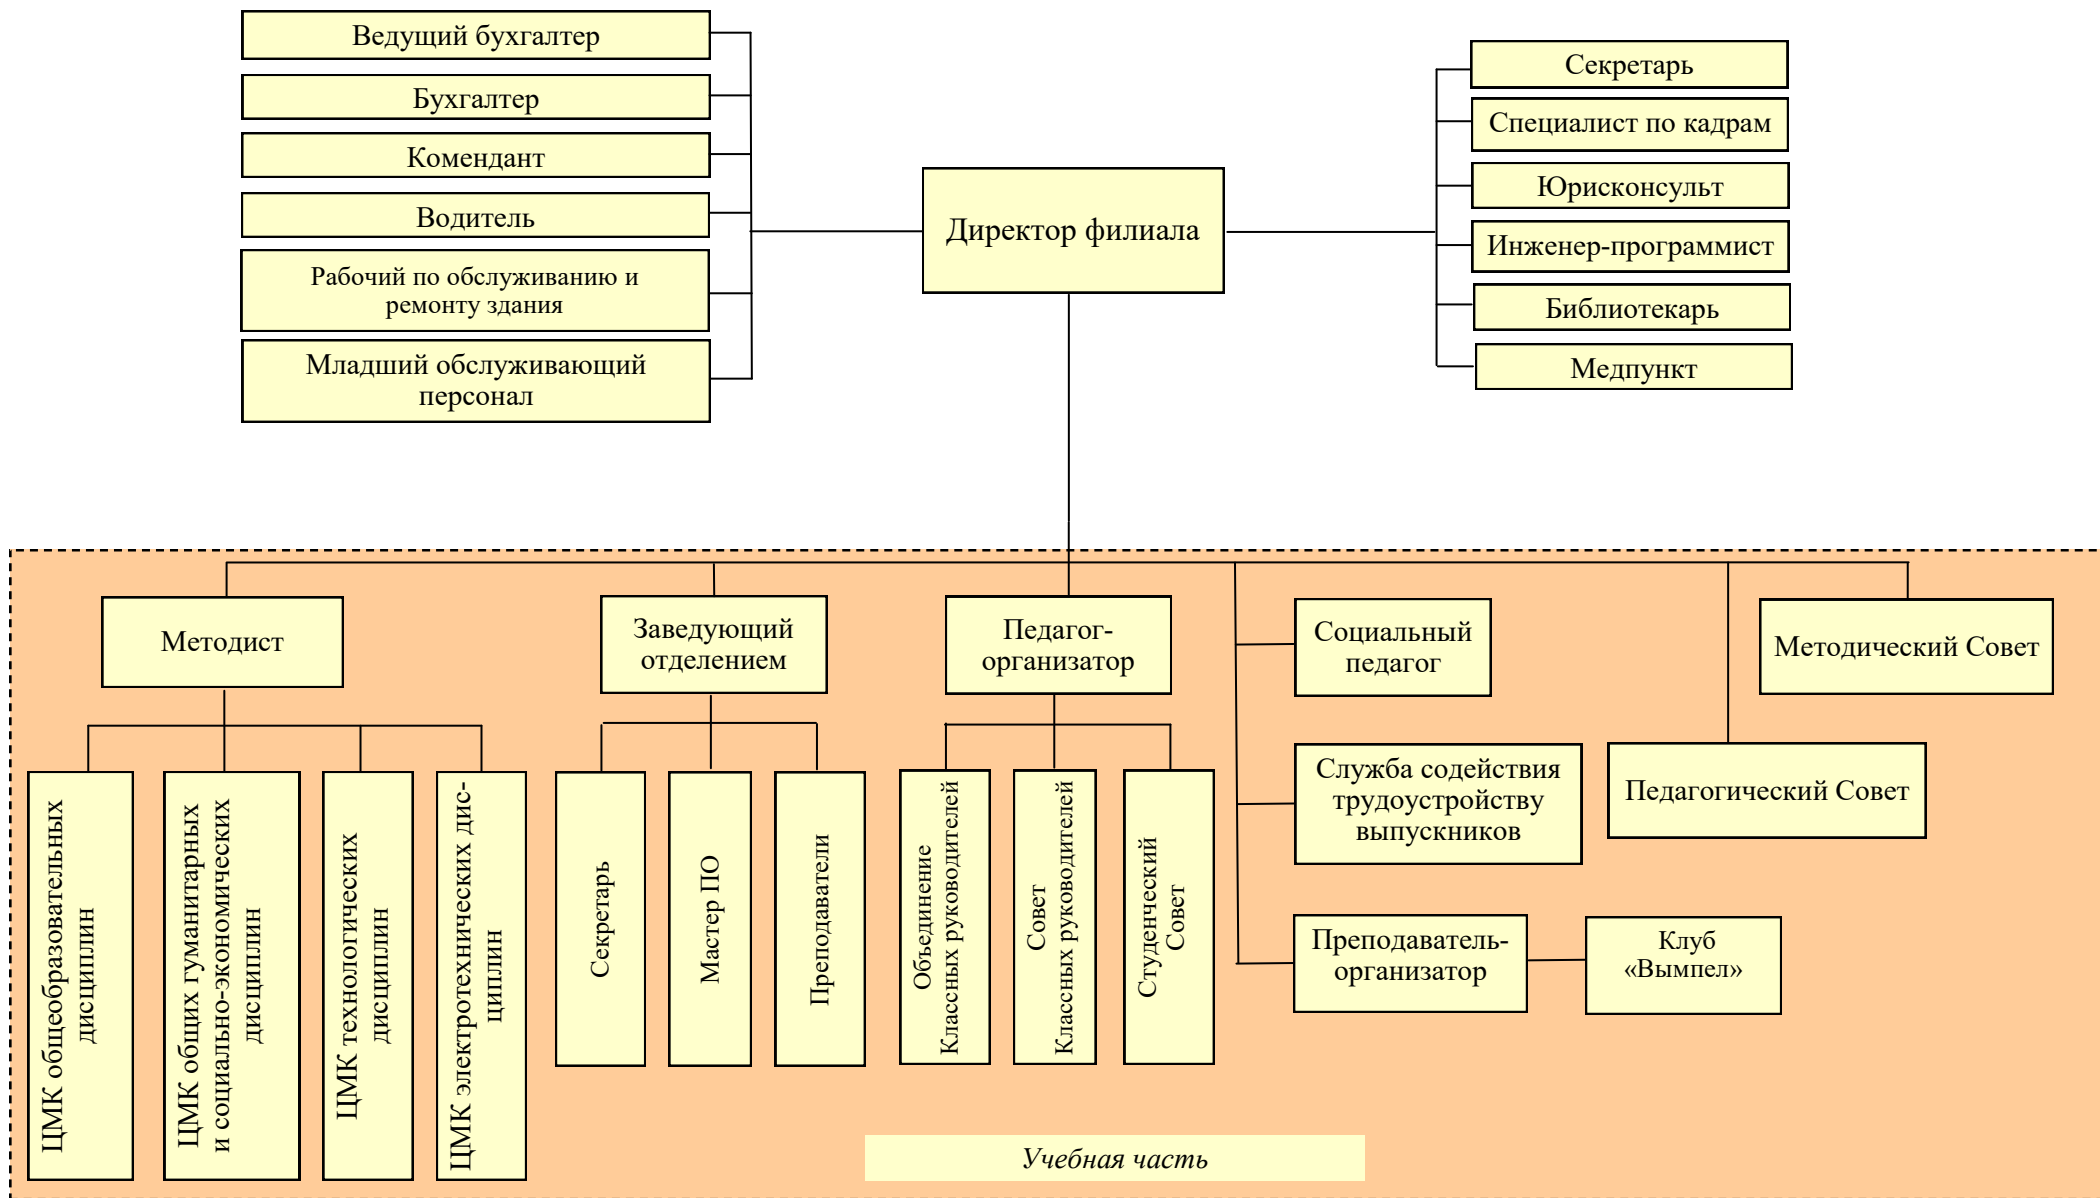 Ведущий бухгалтер
Бухгалтер
Комендант
Водитель
Рабочий по обслуживанию и
ремонту здания
Младший обслуживающий
персонал
Директор филиала
Секретарь
Специалист по кадрам
Юрисконсульт
Инженер-программист
Библиотекарь
Медпункт
Методист
Заведующий
отделением
Педагог-
организатор
Социальный
педагог
Методический Совет
Служба содействия
трудоустройству
выпускников
Педагогический Совет
Преподаватель-
организатор
Клуб
«Вымпел»
ЦМК общеобразовательных
дисциплин
ЦМК общих гуманитарных
и социально-экономических
дисциплин
ЦМК технологических
дисциплин
ЦМК электротехнических дис-
циплин
Секретарь
Мастер ПО
Преподаватели
Объединение
Классных руководителей
Совет
Классных руководителей
Студенческий
Совет
Учебная часть